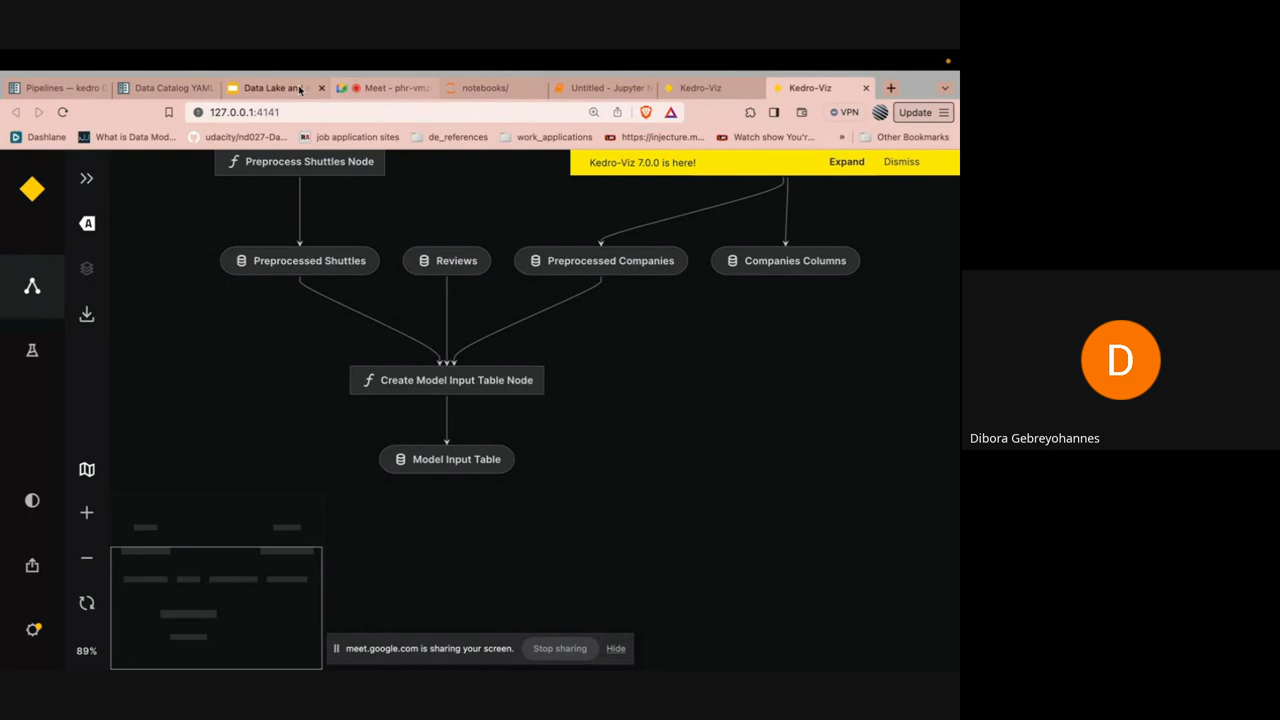 Pipelines — kedro
Data Catalog YAML
Data Lake an
Meet - phr-vmz
notebooks/
Untitled - Jupyter N
Kedro-Viz
Kedro-Viz
127.0.0.1:4141
VPN
Update
Dashlane
What is Data Mod...
udacity/nd027-Da...
RA
job application sites
de_references
work_applications
https://injecture.m...
Watch show You'r...
»
Other Bookmarks
Preprocess Shuttles Node
Kedro-Viz 7.0.0 is here!
Expand
Dismiss
Preprocessed Shuttles
Reviews
Preprocessed Companies
Companies Columns
Create Model Input Table Node
Model Input Table
89%
meet.google.com is sharing your screen.
Stop sharing
Hide
D
Dibora Gebreyohannes